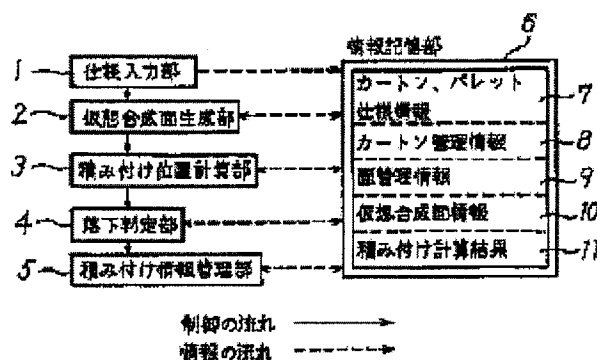 6
情報記憶部
1 仕様入力部
カートン、パレット
仕様情報 7
2 仮想合成面生成部
カートン管理情報 8
3 積み付け位置計算部
面管理情報 9
4 落下判定部
仮想合成面情報 10
5 積み付け情報管理部
積み付け計算結果 11
制御の流れ
情報の流れ